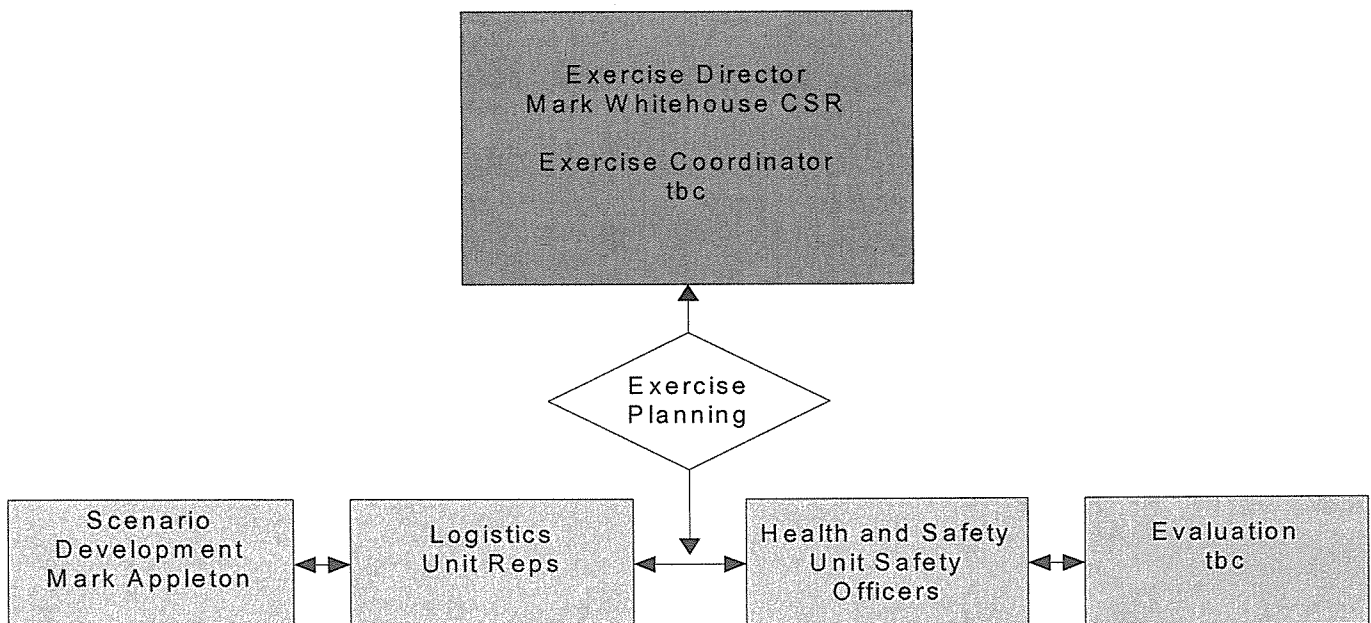 Exercise Director
Mark Whitehouse CSR
Exercise Coordinator
tbc
Exercise
Planning
Scenario
Development
Mark Appleton
Logistics
Unit Reps
Health and Safety
Unit Safety
Officers
Evaluation
tbc